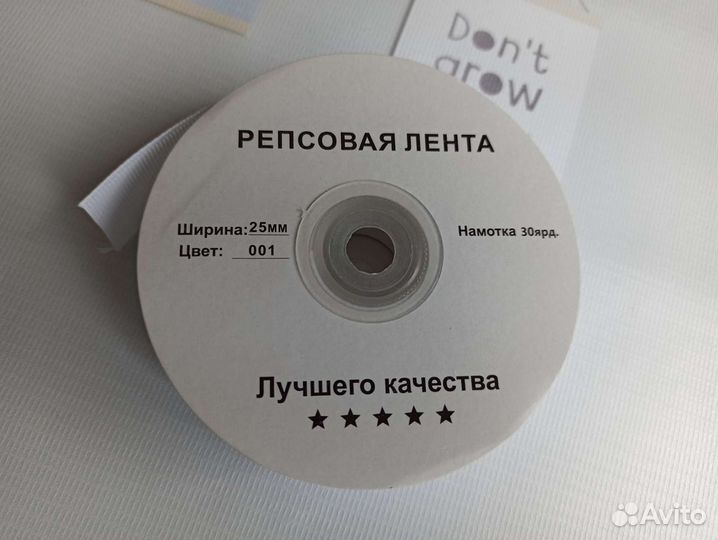 Don't
grow
РЕПСОВАЯ ЛЕНТА
Ширина: 25мм
Намотка 30ярд.
Цвет: 001
Лучшего качества
Avito